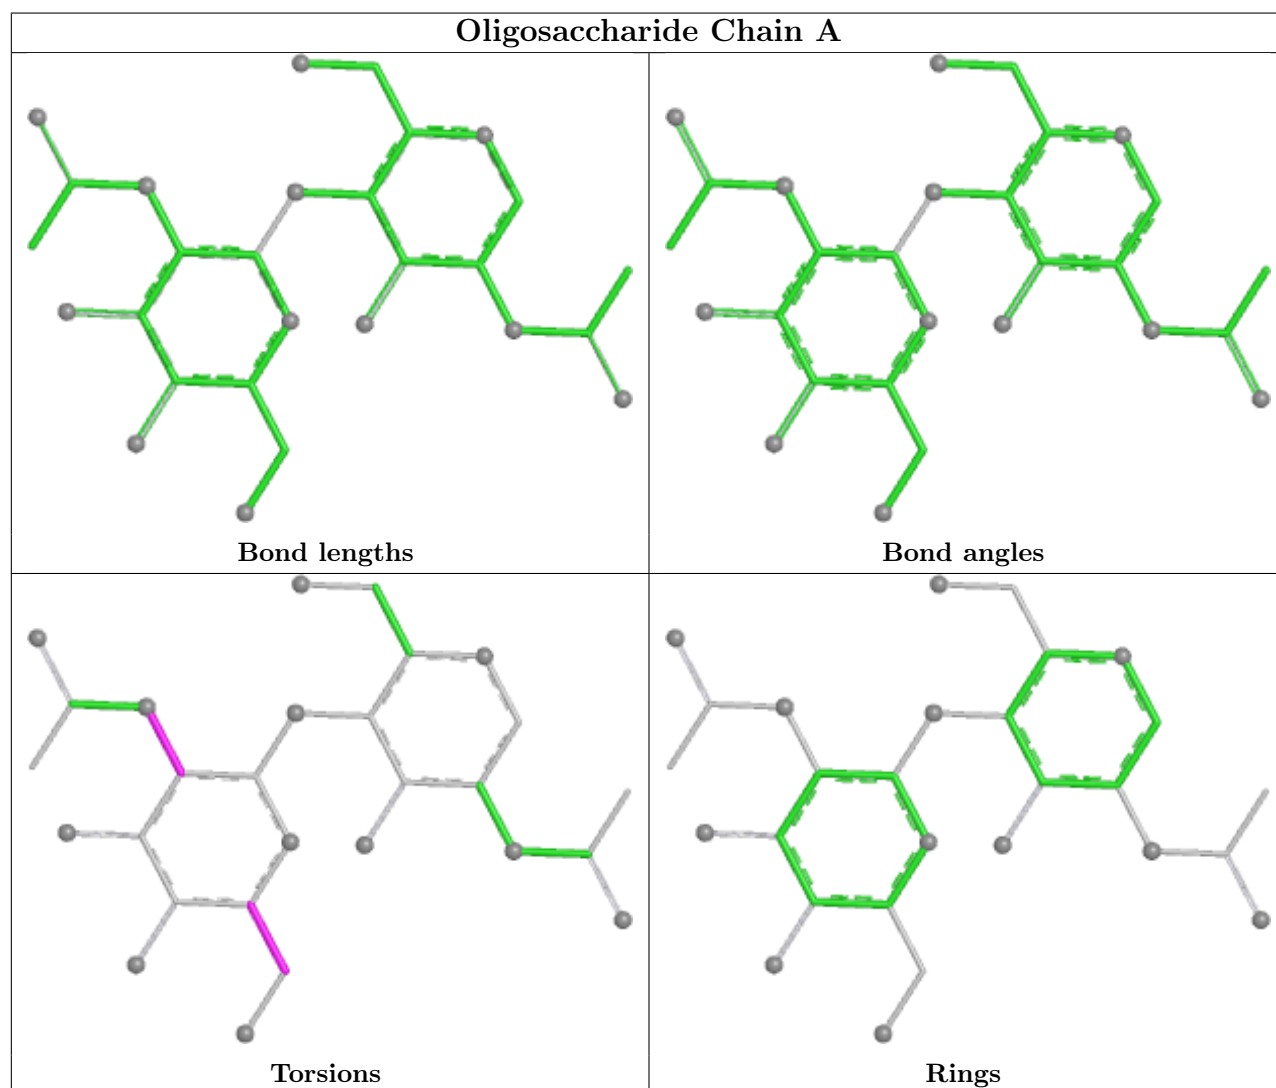 Oligosaccharide Chain A
Bond lengths
Bond angles
Torsions
Rings